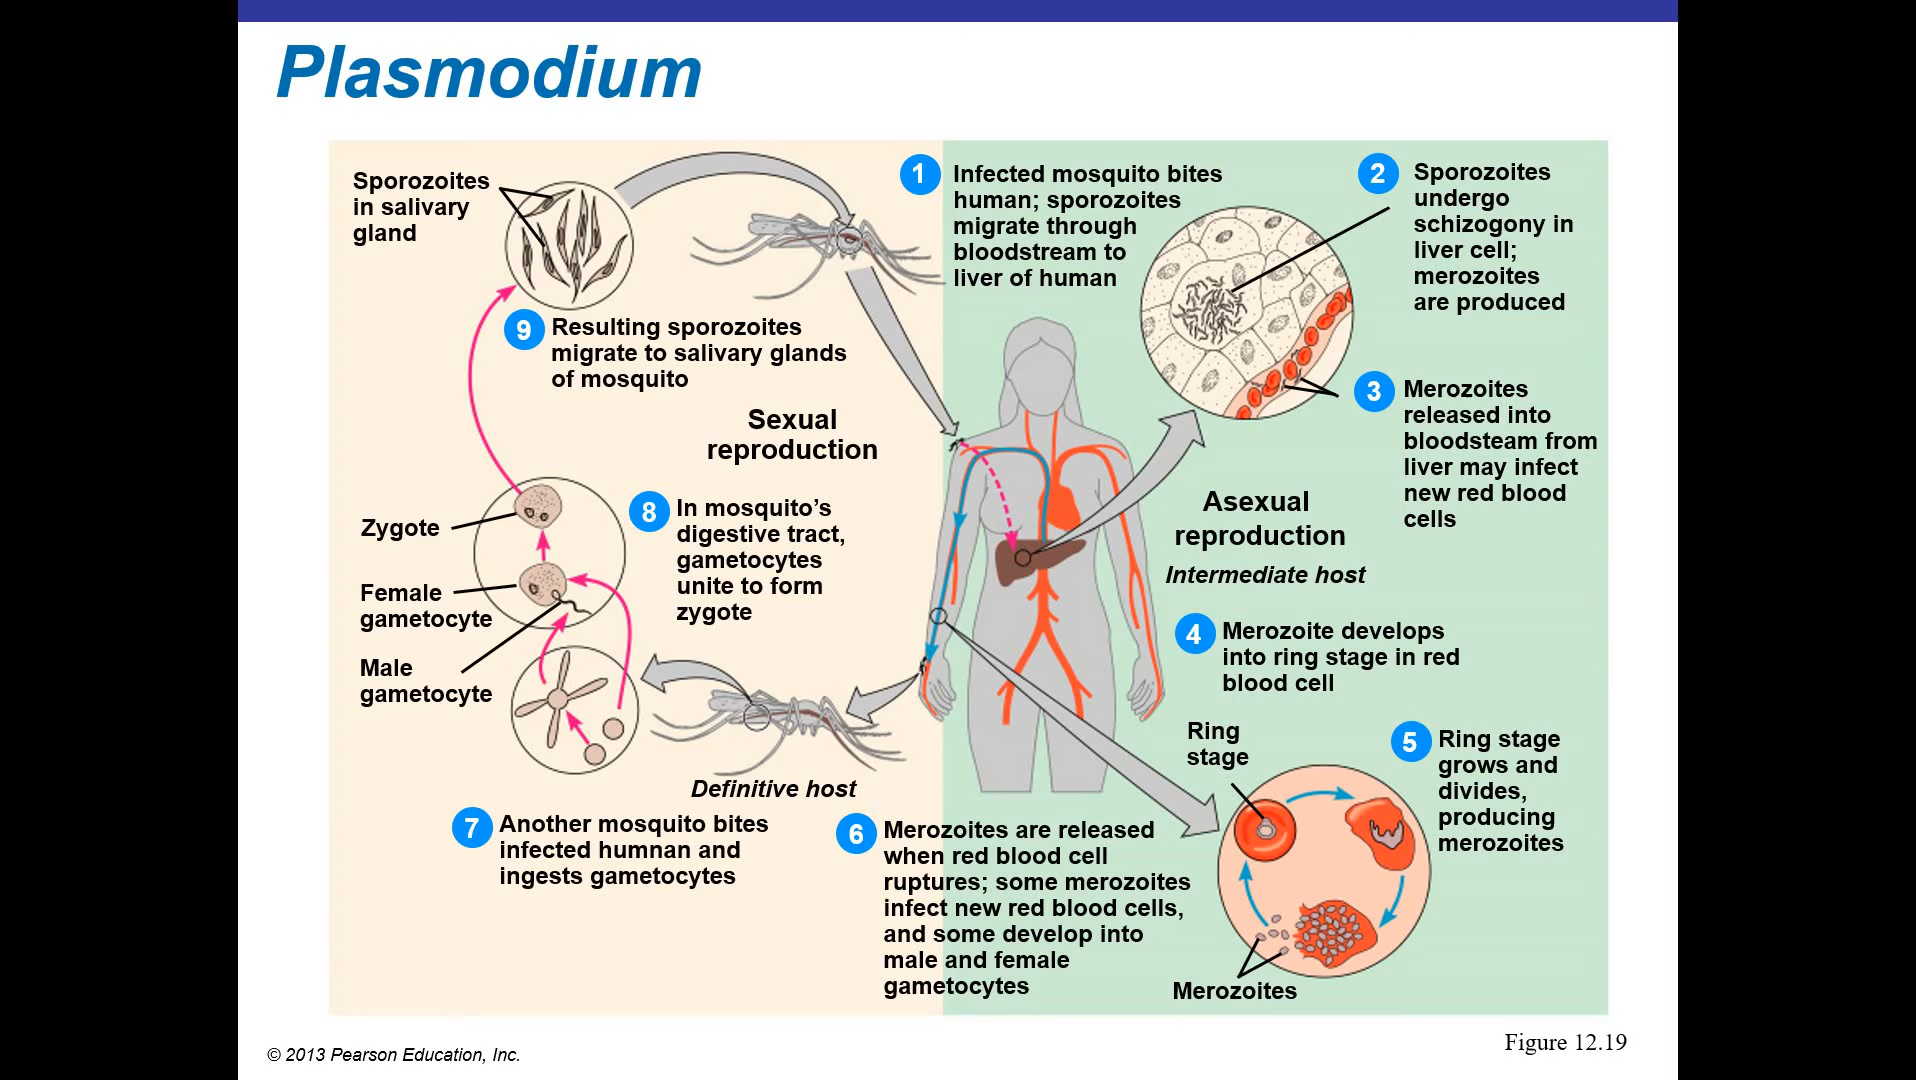 Plasmodium
Sporozoites
in salivary
gland
1
Infected mosquito bites
human; sporozoites
migrate through
bloodstream to
liver of human
2
Sporozoites
undergo
schizogony in
liver cell;
merozoites
are produced
9
Resulting sporozoites
migrate to salivary glands
of mosquito
3
Merozoites
released into
bloodsteam from
liver may infect
new red blood
cells
Sexual
reproduction
Asexual
reproduction
Intermediate host
Zygote
8
In mosquito's
digestive tract,
gametocytes
unite to form
zygote
Female
gametocyte
Male
gametocyte
4
Merozoite develops
into ring stage in red
blood cell
Ring
stage
5
Ring stage
grows and
divides,
producing
merozoites
Definitive host
7
Another mosquito bites
infected humnan and
ingests gametocytes
6
Merozoites are released
when red blood cell
ruptures; some merozoites
infect new red blood cells,
and some develop into
male and female
gametocytes
Merozoites
© 2013 Pearson Education, Inc.
Figure 12.19